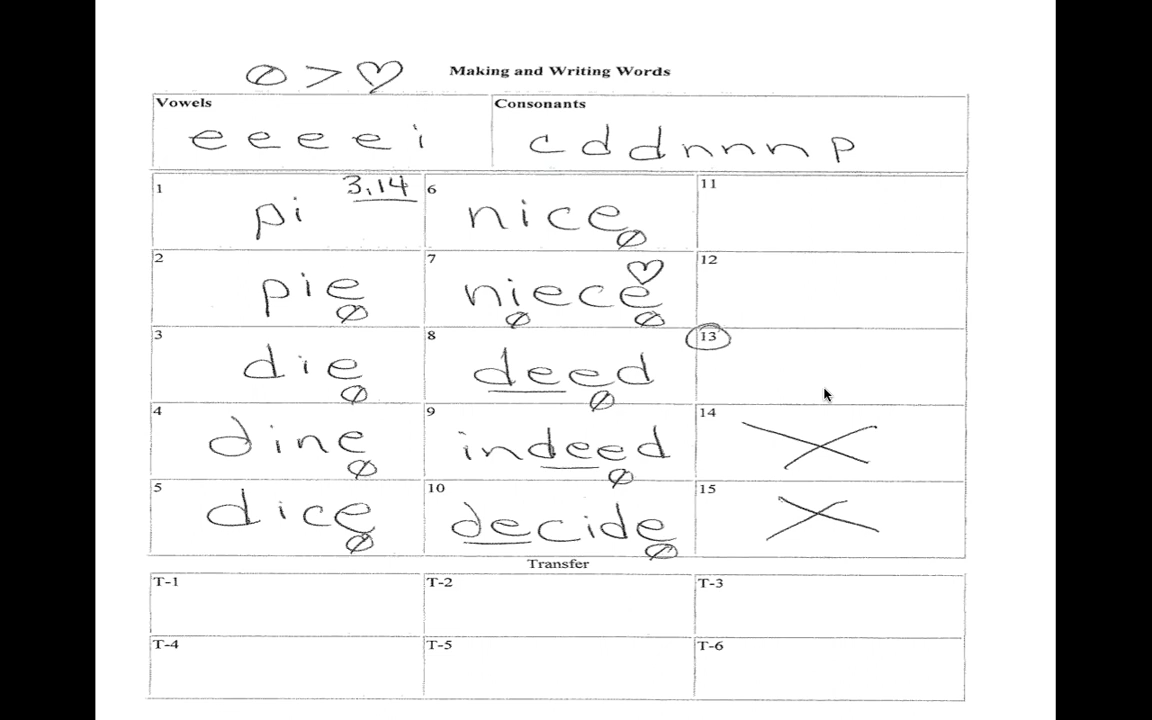 Making and Writing Words
∅ > ♡
Vowels
e e e e i
Consonants
c d d n n n p
1
3.14
pi
2
pie
3
die
4
dine
5
dice
6
nice
7
niece
8
deed
9
indeed
10
decide
11
12
13
14
15
Transfer
T-1
T-2
T-3
T-4
T-5
T-6